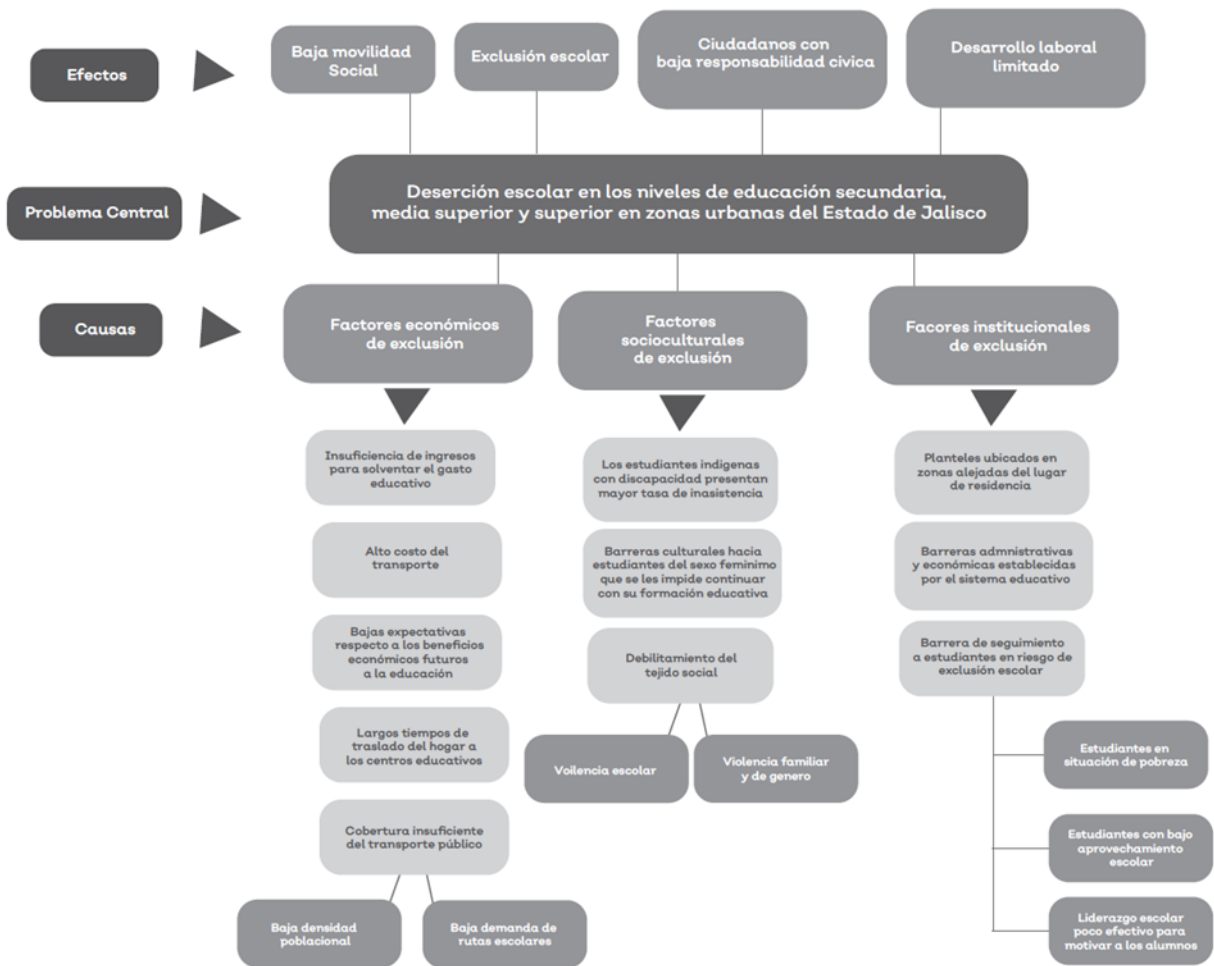 Efectos
Baja movilidad
Social
Exclusión escolar
Ciudadanos con
baja responsabilidad civica
Desarrollo laboral
limitado
Problema Central
Deserción escolar en los niveles de educación secundaria,
media superior y superior en zonas urbanas del Estado de Jalisco
Causas
Factores económicos
de exclusión
Factores
socioculturales
de exclusión
Facores institucionales
de exclusión
Insuficiencia de ingresos
para solventar el gasto
educativo
Alto costo del
transporte
Bajas expectativas
respecto a los beneficios
económicos futuros
a la educación
Largos tiempos de
traslado del hogar a
los centros educativos
Cobertura insuficiente
del transporte público
Baja densidad
poblacional
Baja demanda de
rutas escolares
Los estudiantes indigenas
con discapacidad presentan
mayor tasa de inasistencia
Barreras culturales hacia
estudiantes del sexo feminimo
que se les impide continuar
con su formación educativa
Debilitamiento del
tejido social
Voilencia escolar
Violencia familiar
y de genero
Planteles ubicados en
zonas alejadas del lugar
de residencia
Barreras admnistrativas
y económicas establecidas
por el sistema educativo
Barrera de seguimiento
a estudiantes en riesgo de
exclusión escolar
Estudiantes en
situación de pobreza
Estudiantes con bajo
aprovechamiento
escolar
Liderazgo escolar
poco efectivo para
motivar a los alumnos